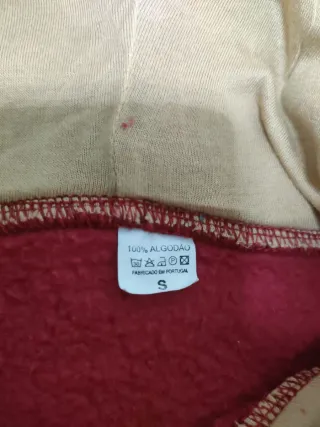 100% ALGODÃO
FABRICADO EM PORTUGAL
S